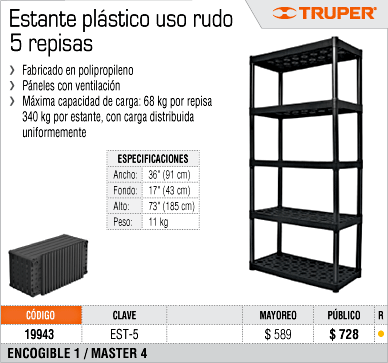 Estante plástico uso rudo
5 repisas
TRUPER®
› Fabricado en polipropileno
› Páneles con ventilación
› Máxima capacidad de carga: 68 kg por repisa
340 kg por estante, con carga distribuida
uniformemente
ESPECIFICACIONES
Ancho: 36" (91 cm)
Fondo: 17" (43 cm)
Alto: 73" (185 cm)
Peso: 11 kg
CÓDIGO CLAVE MAYOREO PÚBLICO R
19943 EST-5 $ 589 $ 728
ENCOGIBLE 1 / MASTER 4